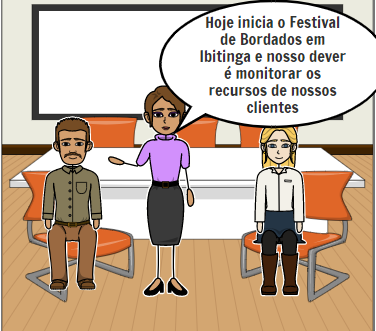 Hoje inicia o Festival
de Bordados em
Ibitinga e nosso dever
é monitorar os
recursos de nossos
clientes